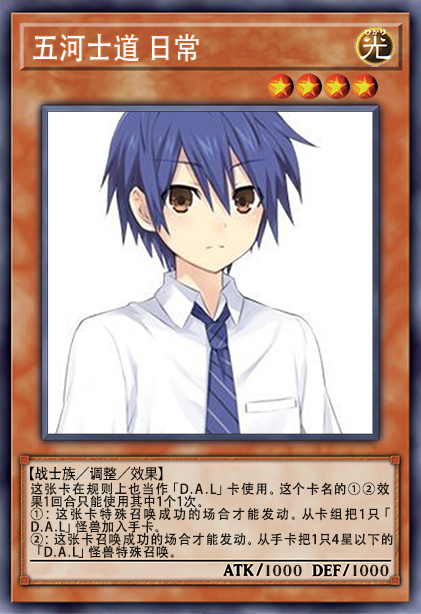 五河士道 日常
ひかり
光
【战士族／调整／效果】
这张卡在规则上也当作「D.A.L」卡使用。这个卡名的①②效
果1回合只能使用其中1个1次。
①：这张卡特殊召唤成功的场合才能发动。从卡组把1只「
D.A.L」怪兽加入手卡。
②：这张卡召唤成功的场合才能发动。从手卡把1只4星以下的
「D.A.L」怪兽特殊召唤。
ATK/1000 DEF/1000